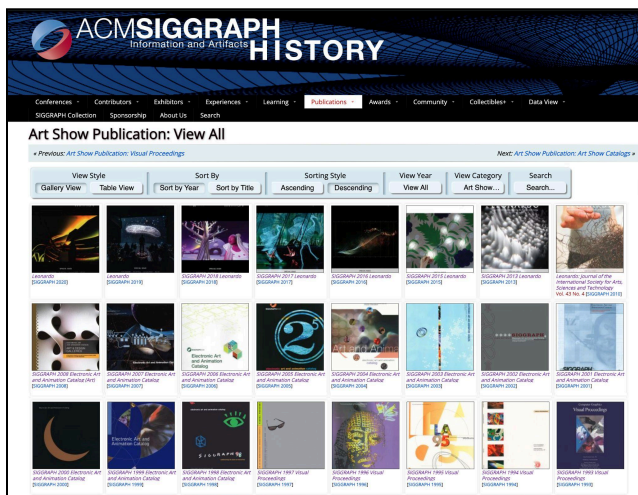 ACMSIGGRAPH
Information and Artifacts
HISTORY
Conferences Contributors Exhibitors Experiences Learning Publications Awards Community Collectibles+ Data View
SIGGRAPH Collection Sponsorship About Us Search
Art Show Publication: View All
« Previous: Art Show Publication: Visual Proceedings
Next: Art Show Publication: Art Show Catalogs »
View Style Sort By Sorting Style View Year View Category Search
Gallery View Table View Sort by Year Sort by Title Ascending Descending View All Art Show... Search...
Leonardo
[SIGGRAPH 2020]
Leonardo
[SIGGRAPH 2019]
SIGGRAPH 2018 Leonardo
[SIGGRAPH 2018]
SIGGRAPH 2017 Leonardo
[SIGGRAPH 2017]
SIGGRAPH 2016 Leonardo
[SIGGRAPH 2016]
SIGGRAPH 2015 Leonardo
[SIGGRAPH 2015]
SIGGRAPH 2013 Leonardo
[SIGGRAPH 2013]
Leonardo: Journal of the
International Society for Arts,
Sciences and Technology
Vol. 43 No. 4 [SIGGRAPH 2010]
Electronic Art
and Animation
Catalog
Art and Anima
SIGGRAPH
SIGGRAPH 2008 Electronic Art
and Animation Catalog (Art)
[SIGGRAPH 2008]
SIGGRAPH 2007 Electronic Art
and Animation Catalog
[SIGGRAPH 2007]
SIGGRAPH 2006 Electronic Art
and Animation Catalog
[SIGGRAPH 2006]
SIGGRAPH 2005 Electronic Art
and Animation Catalog
[SIGGRAPH 2005]
SIGGRAPH 2004 Electronic Art
and Animation Catalog
[SIGGRAPH 2004]
SIGGRAPH 2003 Electronic Art
and Animation Catalog
[SIGGRAPH 2003]
SIGGRAPH 2002 Electronic Art
and Animation Catalog
[SIGGRAPH 2002]
SIGGRAPH 2001 Electronic Art
and Animation Catalog
[SIGGRAPH 2001]
Electronic Art and
Animation Catalog
SIGGRAPH 98
95
Visual
Proceedings
SIGGRAPH 2000 Electronic Art
and Animation Catalog
[SIGGRAPH 2000]
SIGGRAPH 1999 Electronic Art
and Animation Catalog
[SIGGRAPH 1999]
SIGGRAPH 1998 Electronic Art
and Animation Catalog
[SIGGRAPH 1998]
SIGGRAPH 1997 Visual
Proceedings
[SIGGRAPH 1997]
SIGGRAPH 1996 Visual
Proceedings
[SIGGRAPH 1996]
SIGGRAPH 1995 Visual
Proceedings
[SIGGRAPH 1995]
SIGGRAPH 1994 Visual
Proceedings
[SIGGRAPH 1994]
SIGGRAPH 1993 Visual
Proceedings
[SIGGRAPH 1993]